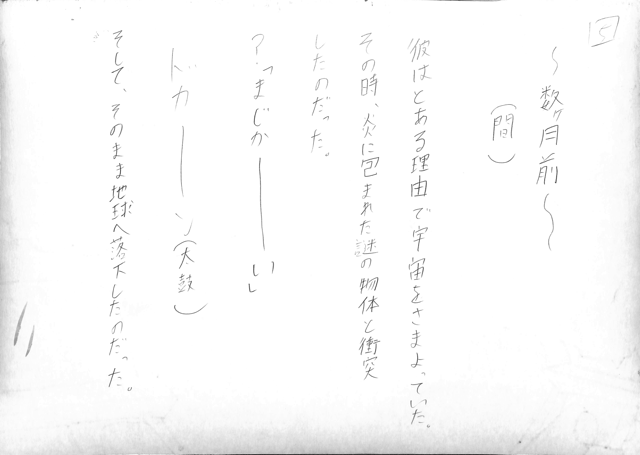 5
～数ヶ月前～
(間)
彼はとある理由で宇宙をさまよっていた。
その時、炎に包まれた謎の物体と衝突
したのだった。
？「まじかーーい」
ドカーーン(太鼓)
そして、そのまま地球へ落下したのだった。